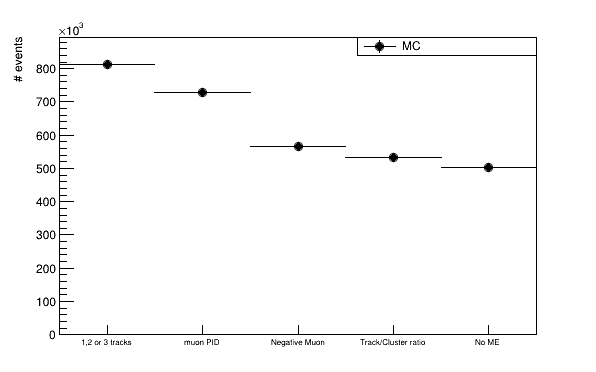 ×10³
# events
MC
800
700
600
500
400
300
200
100
0
1,2 or 3 tracks
muon PID
Negative Muon
Track/Cluster ratio
No ME